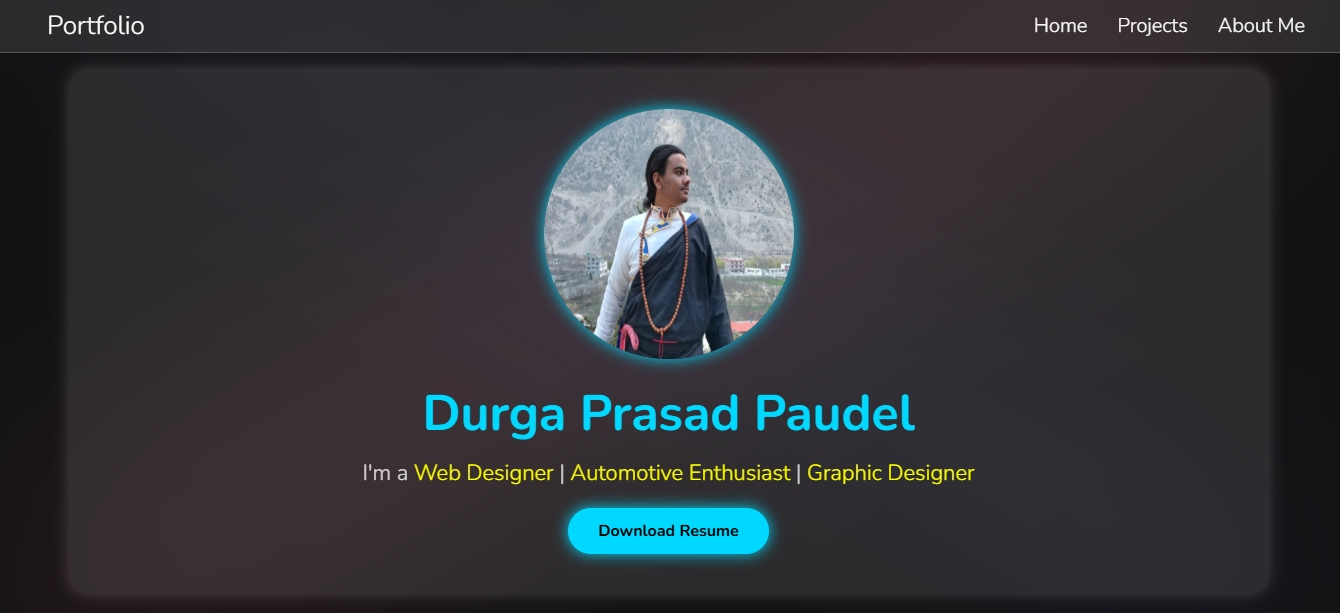 Portfolio
Home Projects About Me
Durga Prasad Paudel
I'm a Web Designer | Automotive Enthusiast | Graphic Designer
Download Resume